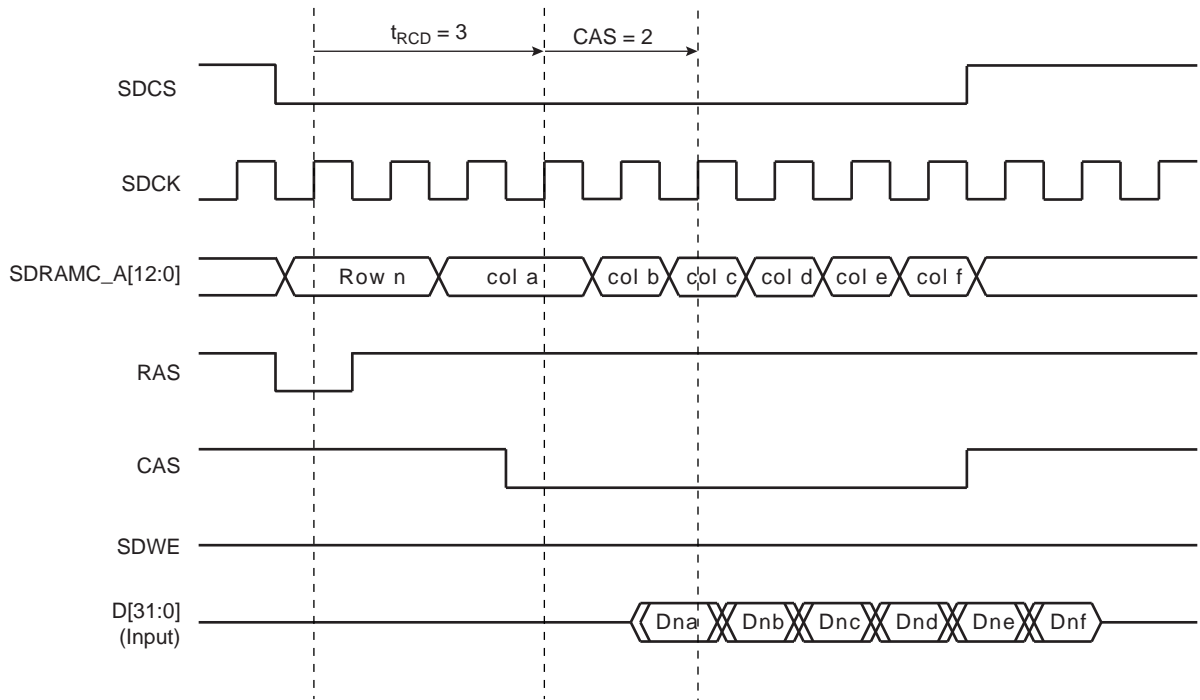 tRCD = 3
CAS = 2
SDCS
SDCK
SDRAMC_A[12:0]
Row n
col a
col b
col c
col d
col e
col f
RAS
CAS
SDWE
D[31:0]
(Input)
Dna
Dnb
Dnc
Dnd
Dne
Dnf